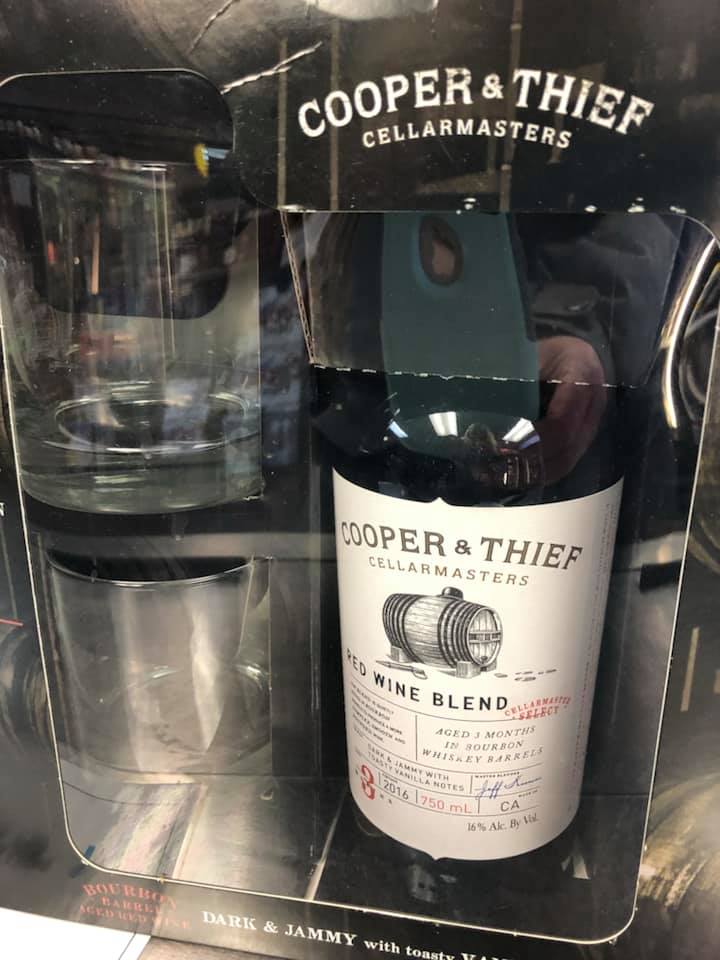 COOPER & THIEF
CELLARMASTERS
COOPER & THIEF
CELLARMASTERS
RED WINE BLEND
CELLARMASTER
SELECT
AGED 3 MONTHS
IN BOURBON
WHISKEY BARRELS
DARK & JAMMY WITH
TOASTY VANILLA NOTES
3
2016
750 mL
CA
16% Alc. By Vol.
BOURBON
BARREL
AGED RED WINE
DARK & JAMMY with toasty